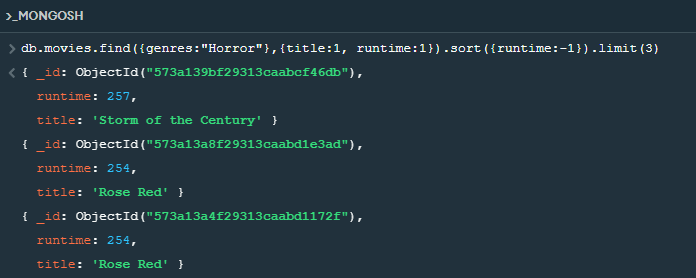 >_MONGOSH
> db.movies.find({genres:"Horror"},{title:1, runtime:1}).sort({runtime:-1}).limit(3)
< { _id: ObjectId("573a139bf29313caabcf46db"),
runtime: 257,
title: 'Storm of the Century' }
{ _id: ObjectId("573a13a8f29313caabd1e3ad"),
runtime: 254,
title: 'Rose Red' }
{ _id: ObjectId("573a13a4f29313caabd1172f"),
runtime: 254,
title: 'Rose Red' }